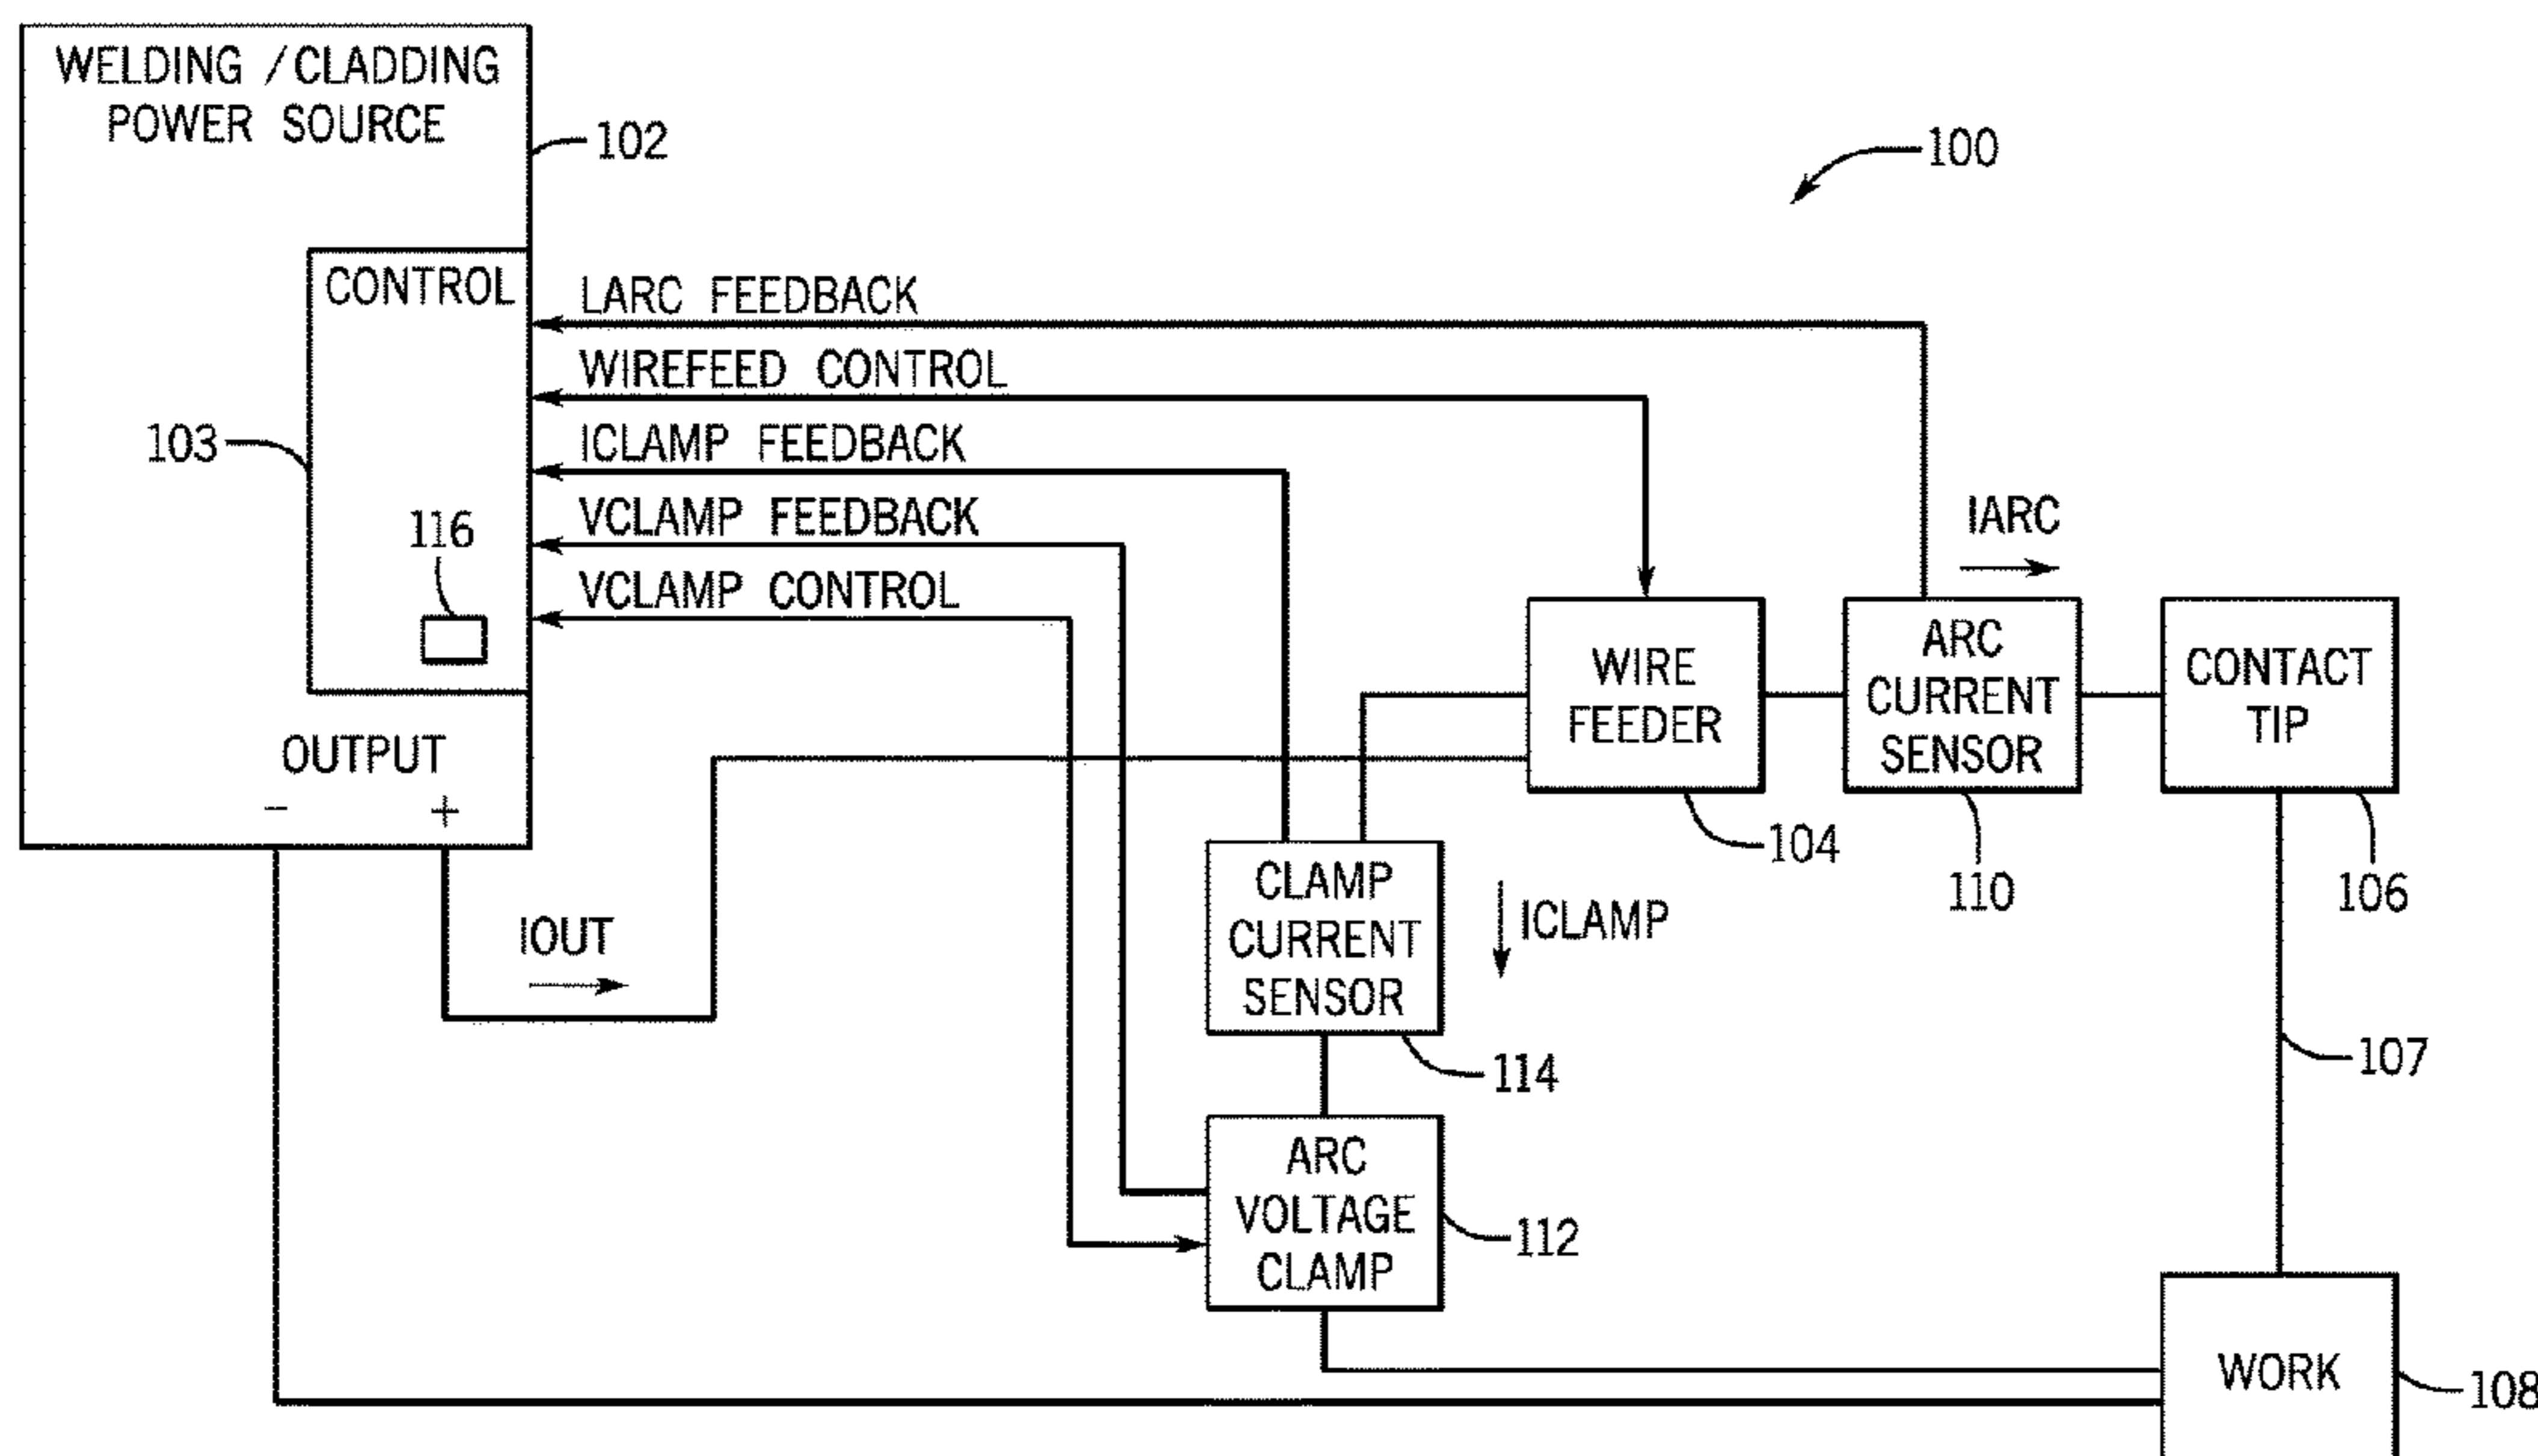 WELDING /CLADDING
POWER SOURCE
102
100
CONTROL
LARC FEEDBACK
WIREFEED CONTROL
103
ICLAMP FEEDBACK
VCLAMP FEEDBACK
116
IARC
VCLAMP CONTROL
WIRE
FEEDER
ARC
CURRENT
SENSOR
CONTACT
TIP
OUTPUT
- +
104
110
106
CLAMP
CURRENT
SENSOR
ICLAMP
IOUT
114
107
ARC
VOLTAGE
CLAMP
112
WORK
108